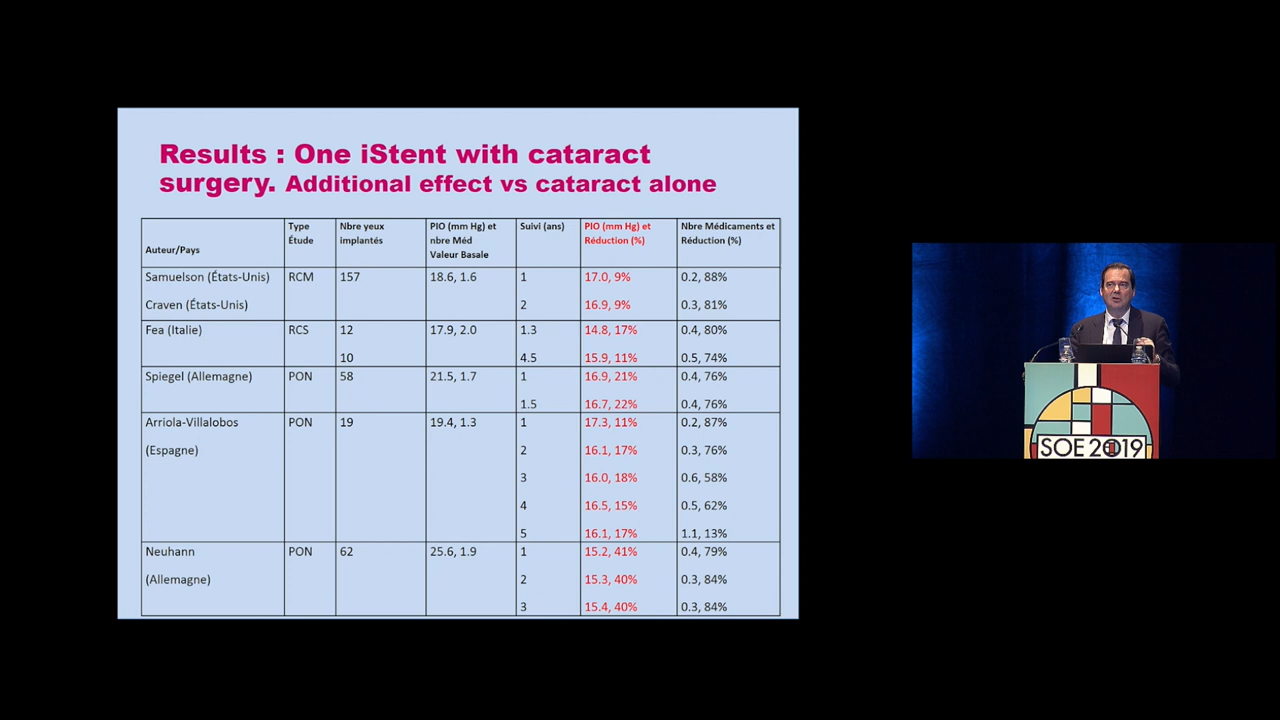 Results : One iStent with cataract
surgery. Additional effect vs cataract alone
Auteur/Pays
Type
Étude
Nbre yeux
implantés
PIO (mm Hg) et
nbre Méd
Valeur Basale
Suivi (ans)
PIO (mm Hg) et
Réduction (%)
Nbre Médicaments et
Réduction (%)
Samuelson (États-Unis) RCM 157 18.6, 1.6 1 17.0, 9% 0.2, 88%
Craven (États-Unis) 2 16.9, 9% 0.3, 81%
Fea (Italie) RCS 12 17.9, 2.0 1.3 14.8, 17% 0.4, 80%
10 4.5 15.9, 11% 0.5, 74%
Spiegel (Allemagne) PON 58 21.5, 1.7 1 16.9, 21% 0.4, 76%
1.5 16.7, 22% 0.4, 76%
Arriola-Villalobos PON 19 19.4, 1.3 1 17.3, 11% 0.2, 87%
(Espagne) 2 16.1, 17% 0.3, 76%
3 16.0, 18% 0.6, 58%
4 16.5, 15% 0.5, 62%
5 16.1, 17% 1.1, 13%
Neuhann PON 62 25.6, 1.9 1 15.2, 41% 0.4, 79%
(Allemagne) 2 15.3, 40% 0.3, 84%
3 15.4, 40% 0.3, 84%
SOE 2019